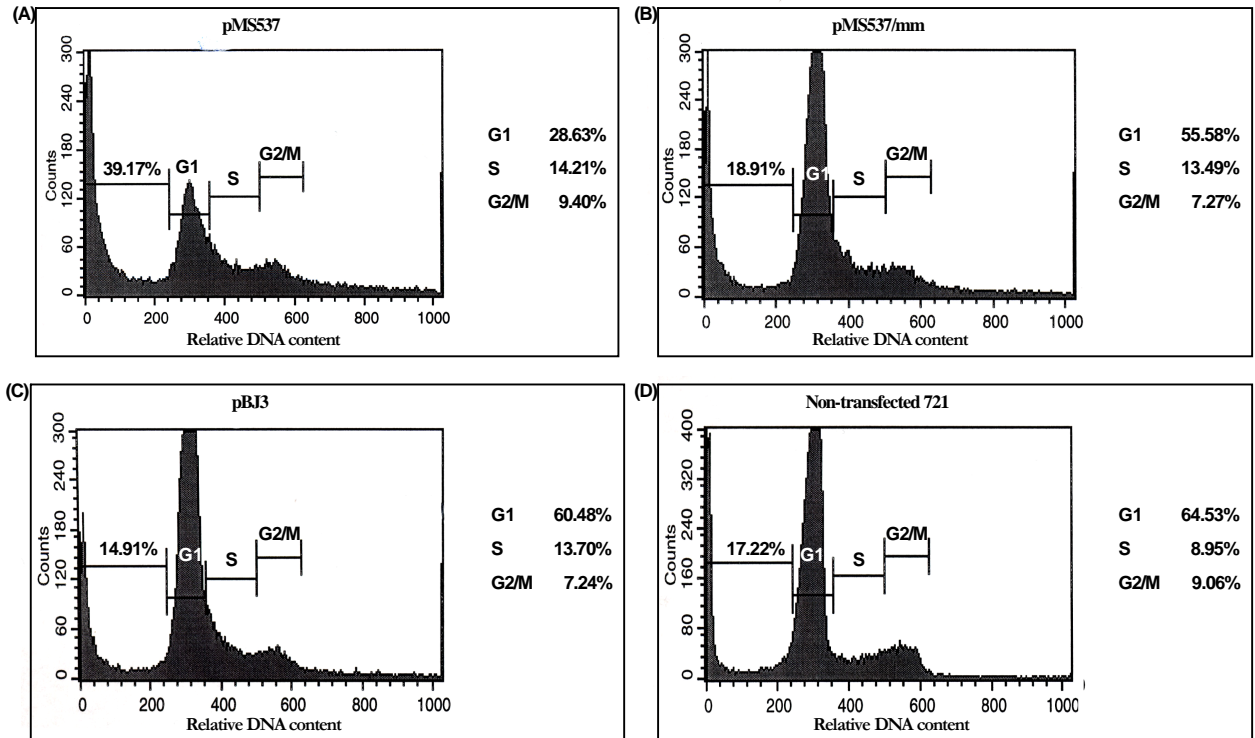 (A)
pMS537
300
240
180
120
60
0
Counts
39.17%
G1
S
G2/M
0 200 400 600 800 1000
Relative DNA content
G1 28.63%
S 14.21%
G2/M 9.40%
(B)
pMS537/mm
300
240
180
120
60
0
Counts
18.91%
G1
S
G2/M
0 200 400 600 800 1000
Relative DNA content
G1 55.58%
S 13.49%
G2/M 7.27%
(C)
pBJ3
300
240
180
120
60
0
Counts
14.91%
G1
S
G2/M
0 200 400 600 800 1000
Relative DNA content
G1 60.48%
S 13.70%
G2/M 7.24%
(D)
Non-transfected 721
400
320
240
160
80
0
Counts
17.22%
G1
S
G2/M
0 200 400 600 800 1000
Relative DNA content
G1 64.53%
S 8.95%
G2/M 9.06%